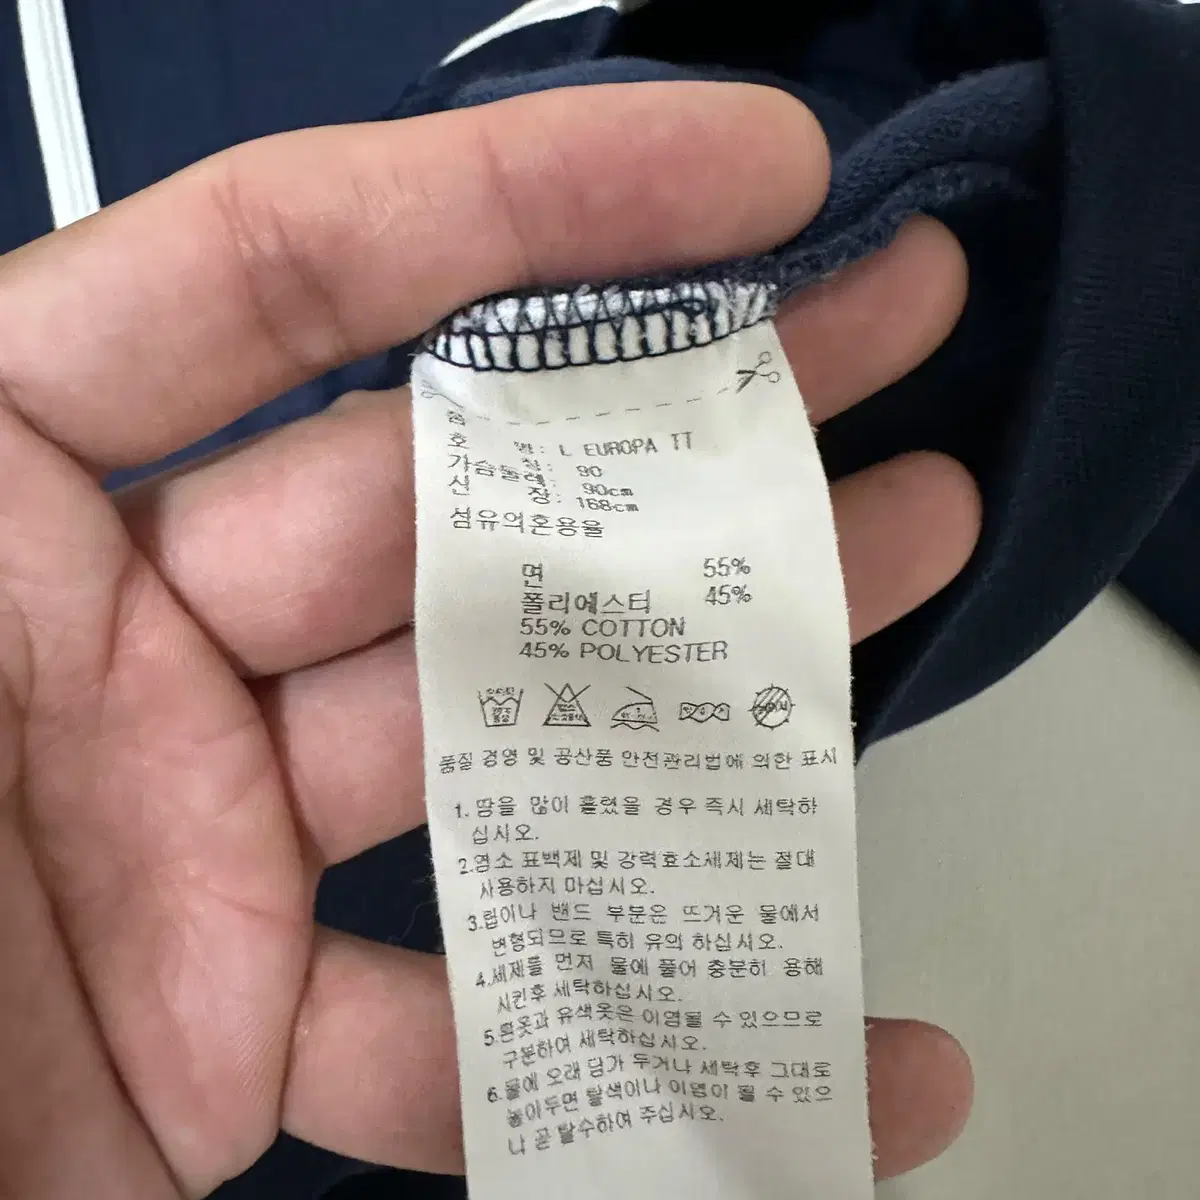 품 명: L EUROPA TT
호 칭: 90
가슴둘레: 90cm
신 장: 168cm
섬유의혼용율
면 55%
폴리에스터 45%
55% COTTON
45% POLYESTER
품질 경영 및 공산품 안전관리법에 의한 표시
1. 땀을 많이 흘렸을 경우 즉시 세탁하
십시오.
2.염소 표백제 및 강력효소세제는 절대
사용하지 마십시오.
3.립이나 밴드 부분은 뜨거운 물에서
변형되므로 특히 유의 하십시오.
4.세제를 먼저 물에 풀어 충분히 용해
시킨후 세탁하십시오.
5.흰옷과 유색옷은 이염될 수 있으므로
구분하여 세탁하십시오.
6.물에 오래 담가 두거나 세탁후 그대로
놓아두면 탈색이나 이염이 될 수 있으
니 곧 탈수하여 주십시오.